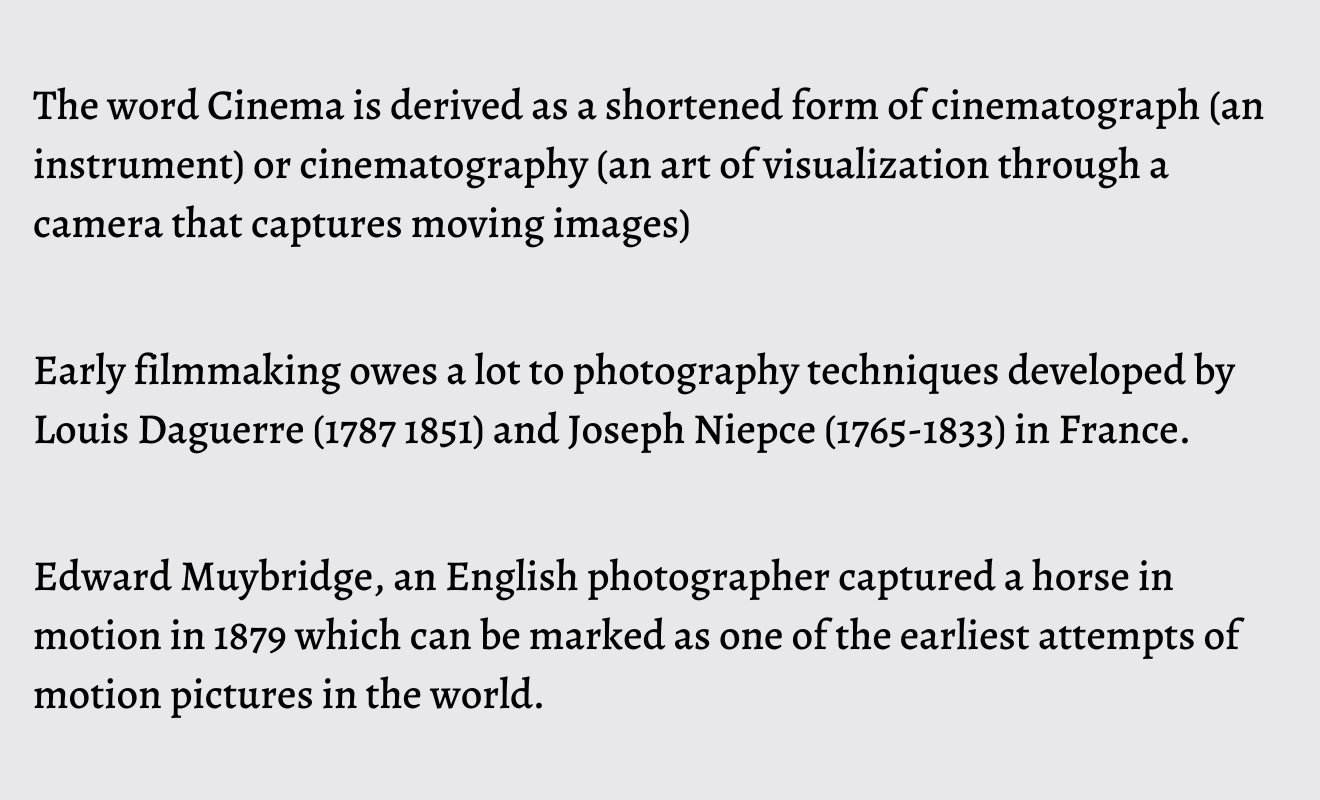 The word Cinema is derived as a shortened form of cinematograph (an
instrument) or cinematography (an art of visualization through a
camera that captures moving images)
Early filmmaking owes a lot to photography techniques developed by
Louis Daguerre (1787 1851) and Joseph Niepce (1765-1833) in France.
Edward Muybridge, an English photographer captured a horse in
motion in 1879 which can be marked as one of the earliest attempts of
motion pictures in the world.